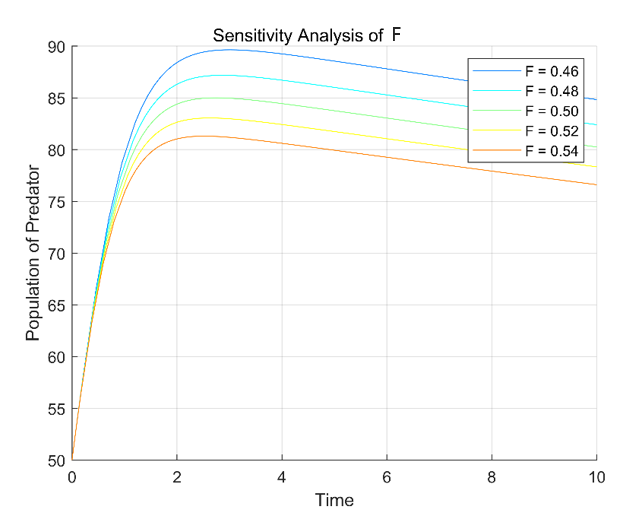 Sensitivity Analysis of F
90
85
80
75
70
65
60
55
50
Population of Predator
F = 0.46
F = 0.48
F = 0.50
F = 0.52
F = 0.54
0 2 4 6 8 10
Time